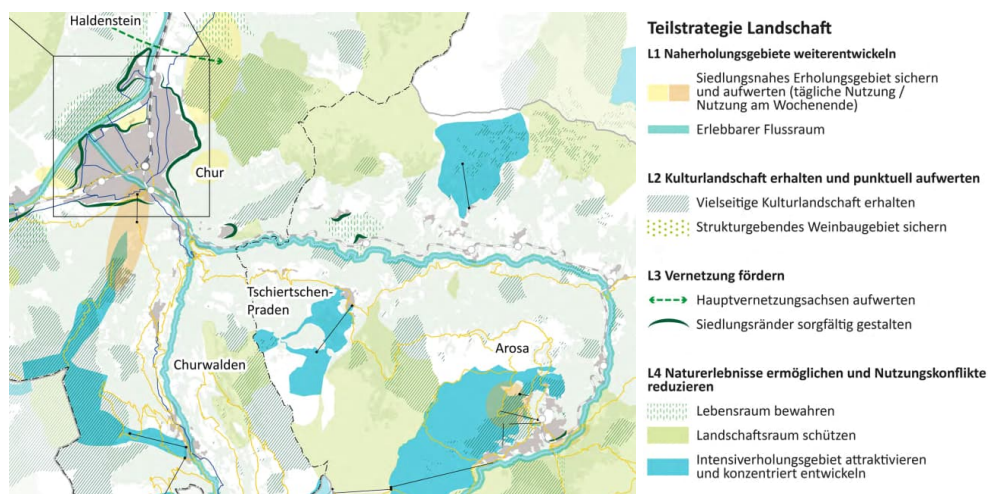 Haldenstein
Chur
Tschiertschen-
Praden
Churwalden
Arosa
Teilstrategie Landschaft
L1 Naherholungsgebiete weiterentwickeln
Siedlungsnahes Erholungsgebiet sichern
und aufwerten (tägliche Nutzung /
Nutzung am Wochenende)
Erlebbarer Flussraum
L2 Kulturlandschaft erhalten und punktuell aufwerten
Vielseitige Kulturlandschaft erhalten
Strukturgebendes Weinbaugebiet sichern
L3 Vernetzung fördern
Hauptvernetzungsachsen aufwerten
Siedlungsränder sorgfältig gestalten
L4 Naturerlebnisse ermöglichen und Nutzungskonflikte
reduzieren
Lebensraum bewahren
Landschaftsraum schützen
Intensiverholungsgebiet attraktivieren
und konzentriert entwickeln